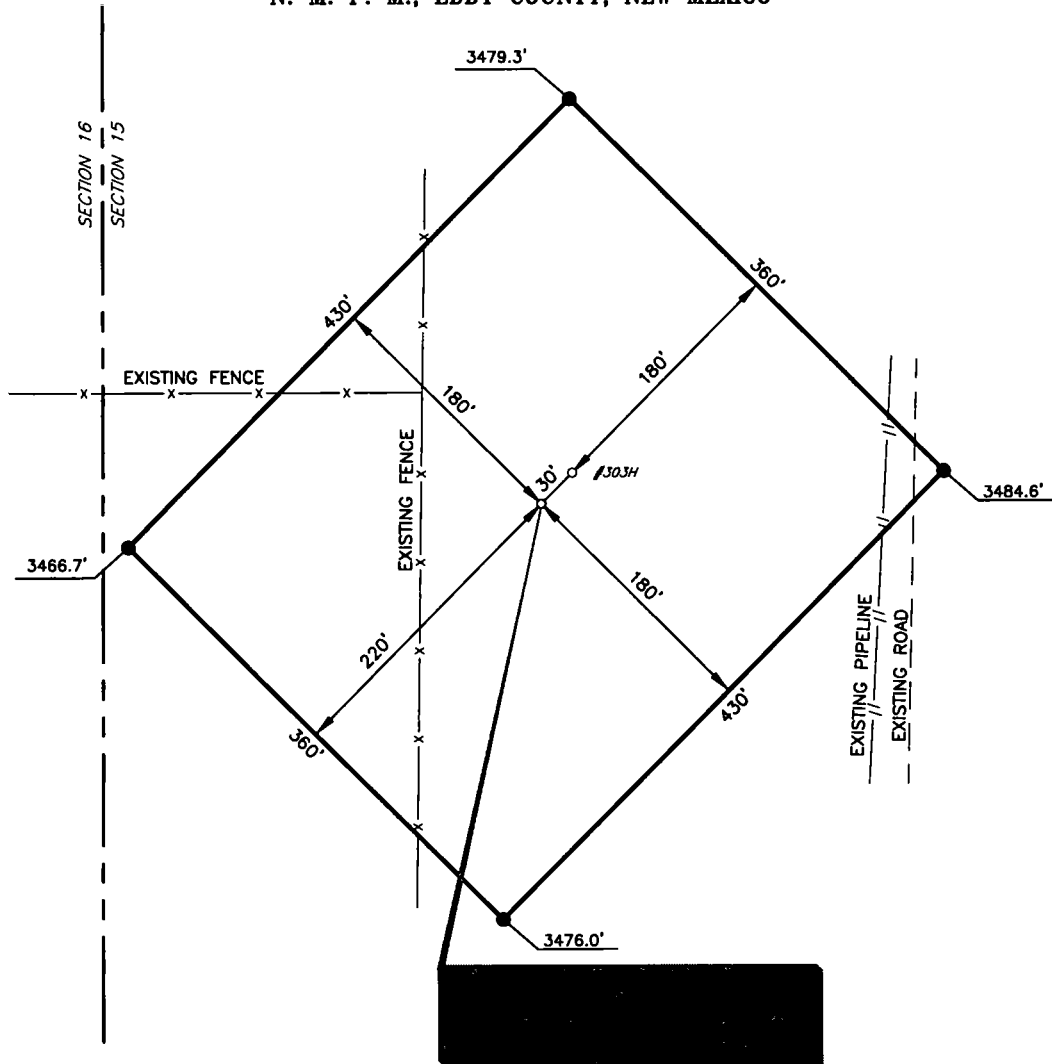 N. M. P. M., EDDY COUNTY, NEW MEXICO
3479.3'
SECTION 16
SECTION 15
360'
430'
180'
EXISTING FENCE
180'
30'
#303H
EXISTING FENCE
3484.6'
3466.7'
180'
220'
430'
360'
EXISTING PIPELINE
EXISTING ROAD
3476.0'